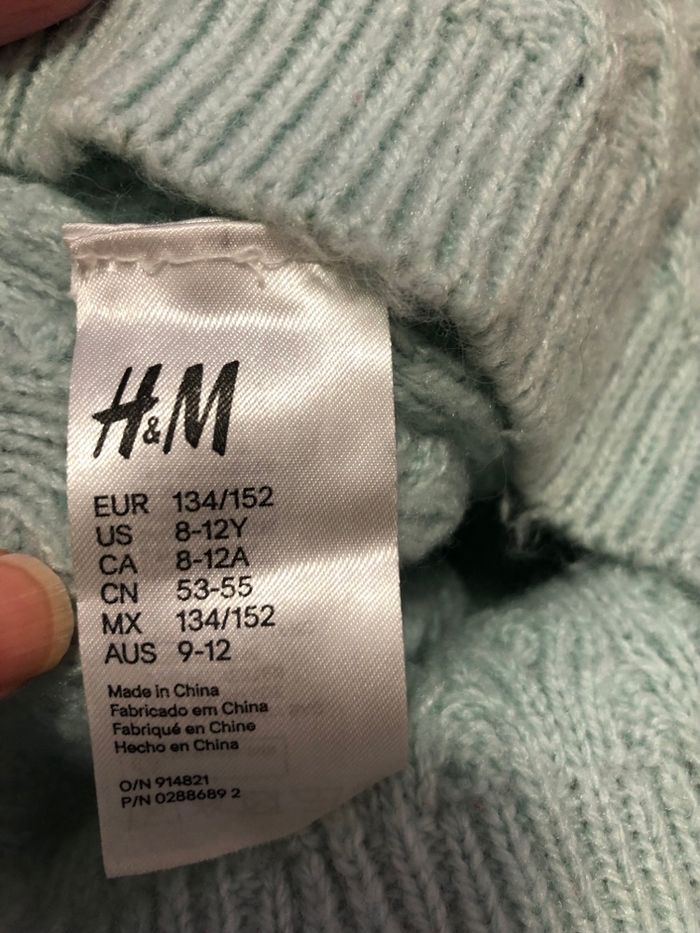 H&M
EUR 134/152
US 8-12Y
CA 8-12A
CN 53-55
MX 134/152
AUS 9-12
Made in China
Fabricado em China
Fabriqué en Chine
Hecho en China
O/N 914821
P/N 0288689 2